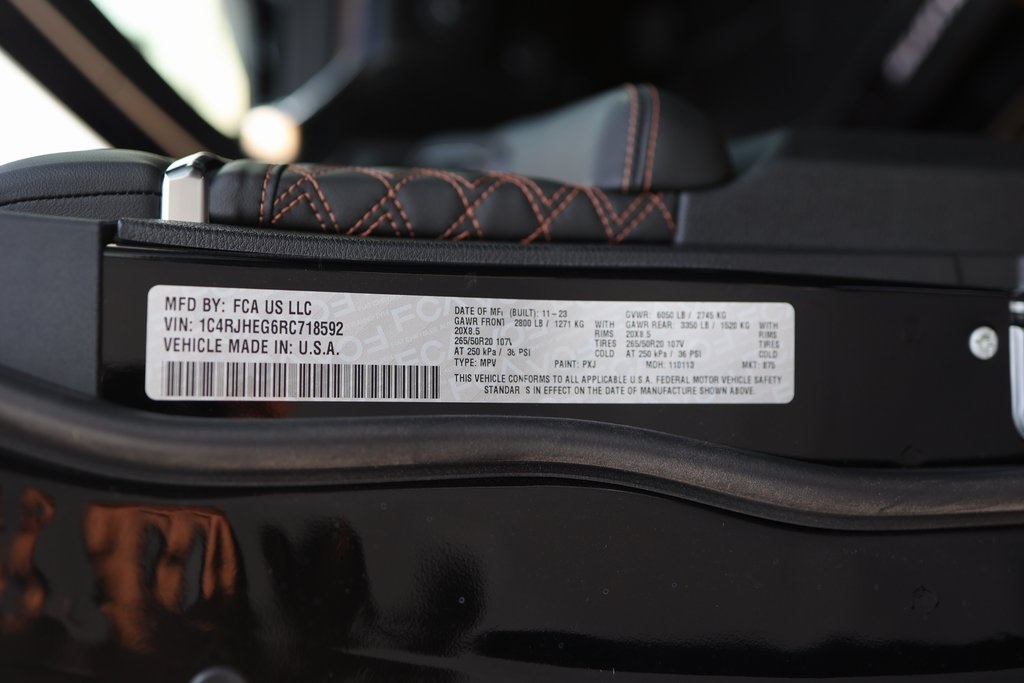 MFD BY: FCA US LLC
VIN: 1C4RJHEG6RC718592
VEHICLE MADE IN: U.S.A.
DATE OF MFR (BUILT): 11-23
GAWR FRONT 2800 LB / 1271 KG WITH
20X8.5 RIMS
265/50R20 107V TIRES
AT 250 kPa / 36 PSI COLD
TYPE: MPV
GVWR: 6050 LB / 2745 KG
GAWR REAR: 3350 LB / 1520 KG WITH
20X8.5 RIMS
265/50R20 107V TIRES
AT 250 kPa / 36 PSI COLD
PAINT: PXJ MDH: 110113 MKT: 875
THIS VEHICLE CONFORMS TO ALL APPLICABLE U.S.A. FEDERAL MOTOR VEHICLE SAFETY
STANDARDS IN EFFECT ON THE DATE OF MANUFACTURE SHOWN ABOVE.